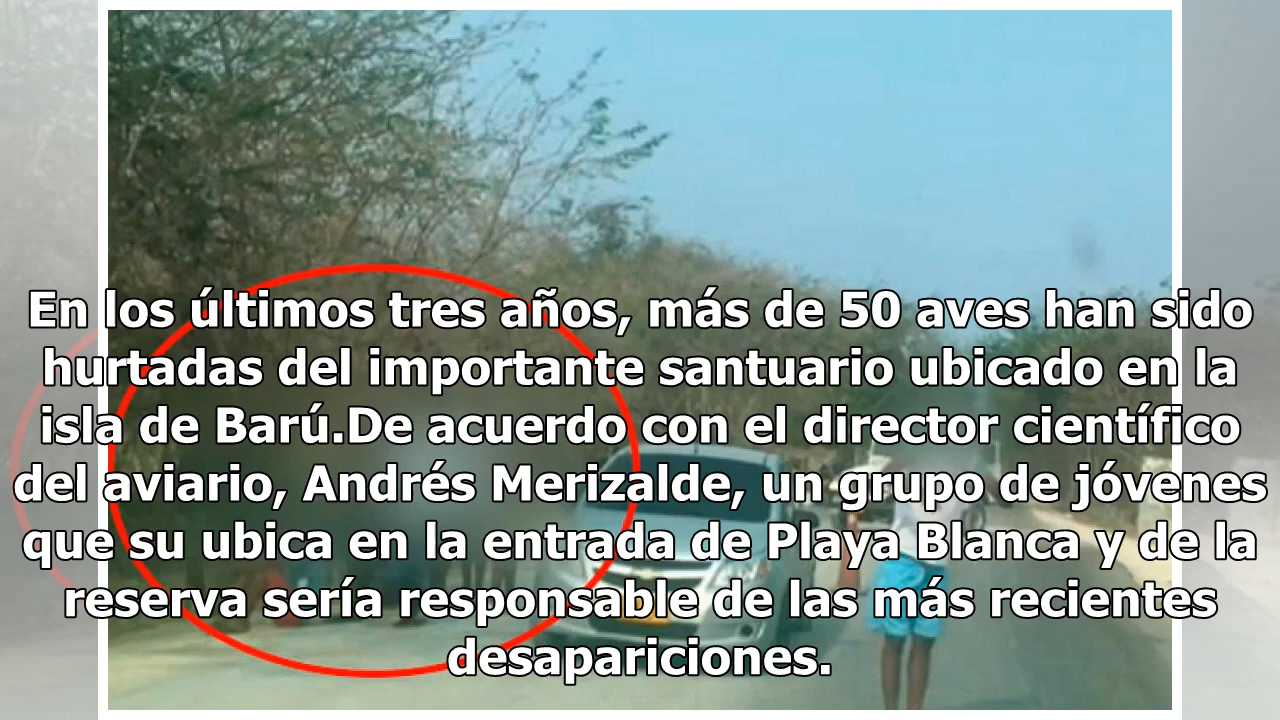 En los últimos tres años, más de 50 aves han sido
hurtadas del importante santuario ubicado en la
isla de Barú.De acuerdo con el director científico
del aviario, Andrés Merizalde, un grupo de jóvenes
que su ubica en la entrada de Playa Blanca y de la
reserva sería responsable de las más recientes
desapariciones.